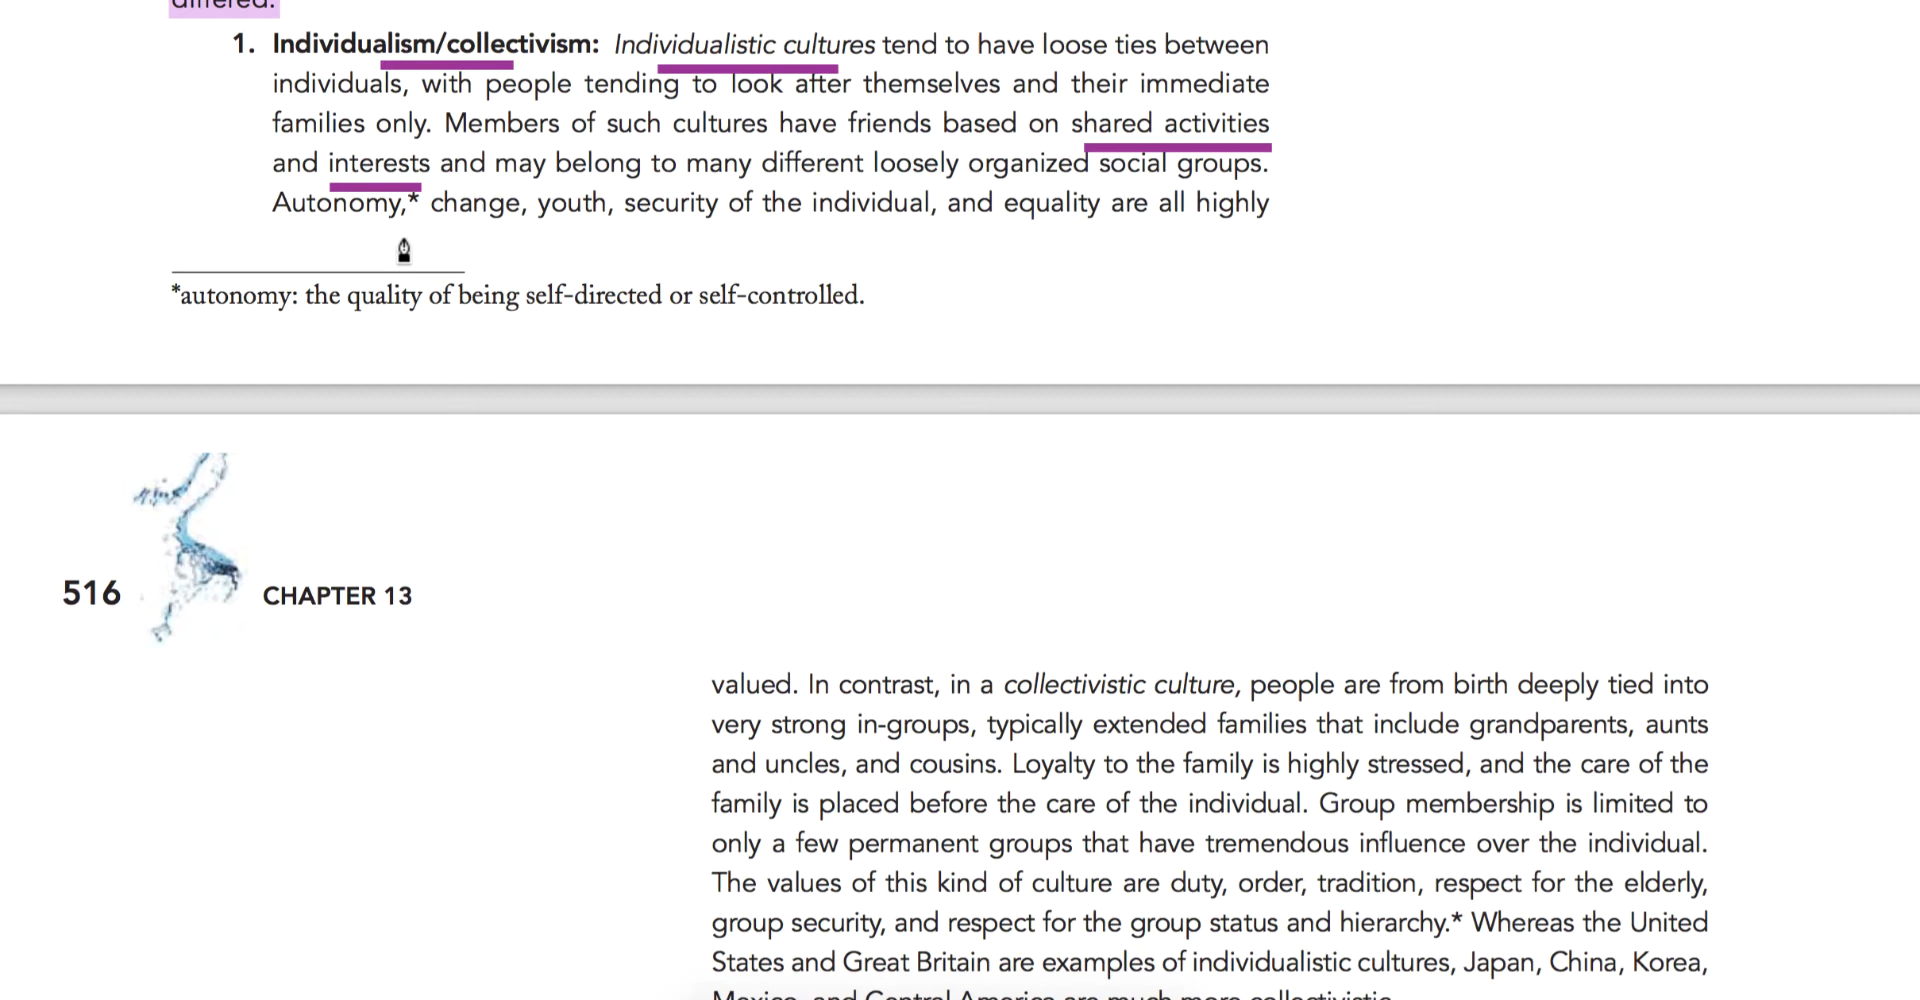 differed.
1. Individualism/collectivism: Individualistic cultures tend to have loose ties between
individuals, with people tending to look after themselves and their immediate
families only. Members of such cultures have friends based on shared activities
and interests and may belong to many different loosely organized social groups.
Autonomy,* change, youth, security of the individual, and equality are all highly
*autonomy: the quality of being self-directed or self-controlled.
516 CHAPTER 13
valued. In contrast, in a collectivistic culture, people are from birth deeply tied into
very strong in-groups, typically extended families that include grandparents, aunts
and uncles, and cousins. Loyalty to the family is highly stressed, and the care of the
family is placed before the care of the individual. Group membership is limited to
only a few permanent groups that have tremendous influence over the individual.
The values of this kind of culture are duty, order, tradition, respect for the elderly,
group security, and respect for the group status and hierarchy.* Whereas the United
States and Great Britain are examples of individualistic cultures, Japan, China, Korea,
Mexico, and Central America are much more collectivistic